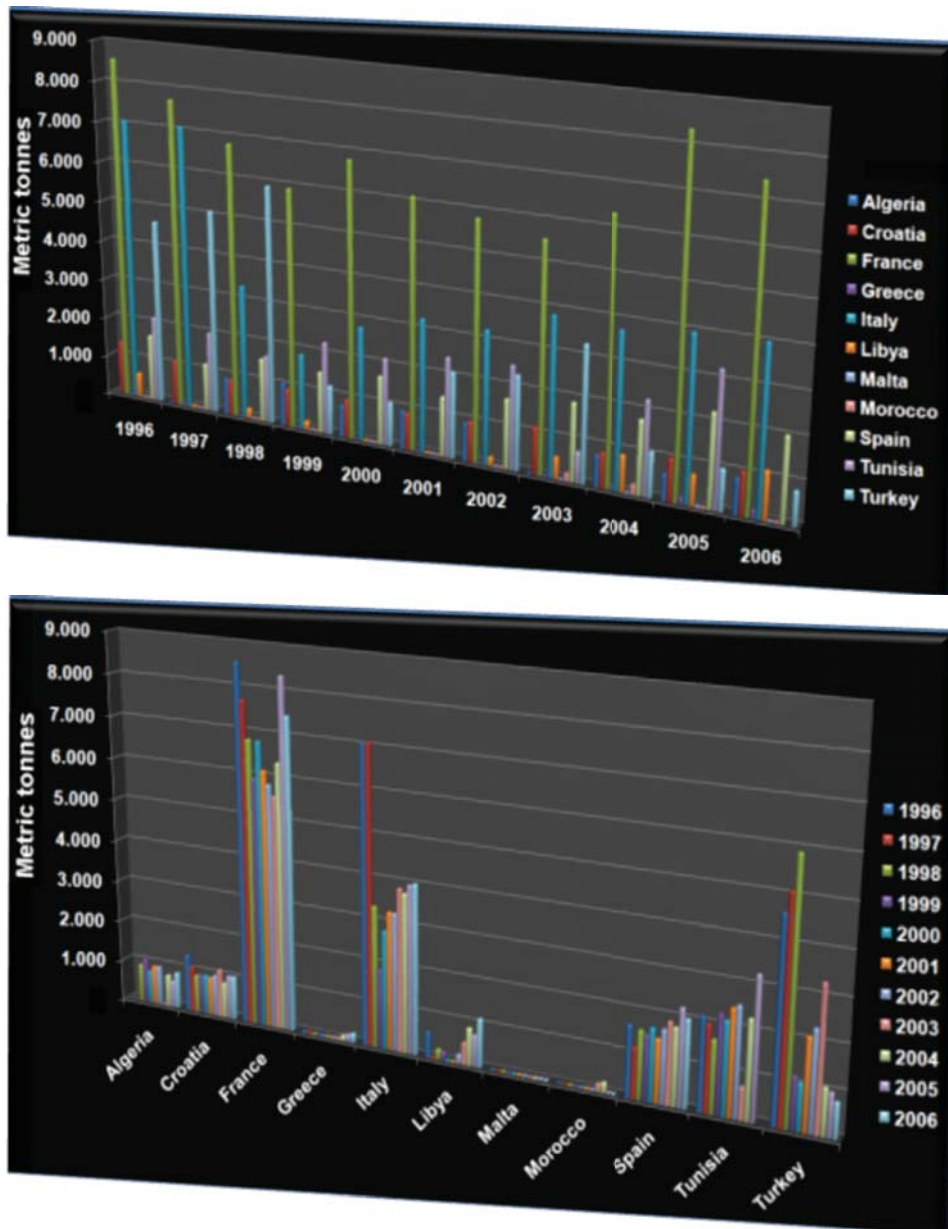 Metric tonnes
9.000
8.000
7.000
6.000
5.000
4.000
3.000
2.000
1.000
1996
1997
1998
1999
2000
2001
2002
2003
2004
2005
2006
Algeria
Croatia
France
Greece
Italy
Libya
Malta
Morocco
Spain
Tunisia
Turkey
Metric tonnes
9.000
8.000
7.000
6.000
5.000
4.000
3.000
2.000
1.000
Algeria
Croatia
France
Greece
Italy
Libya
Malta
Morocco
Spain
Tunisia
Turkey
1996
1997
1998
1999
2000
2001
2002
2003
2004
2005
2006